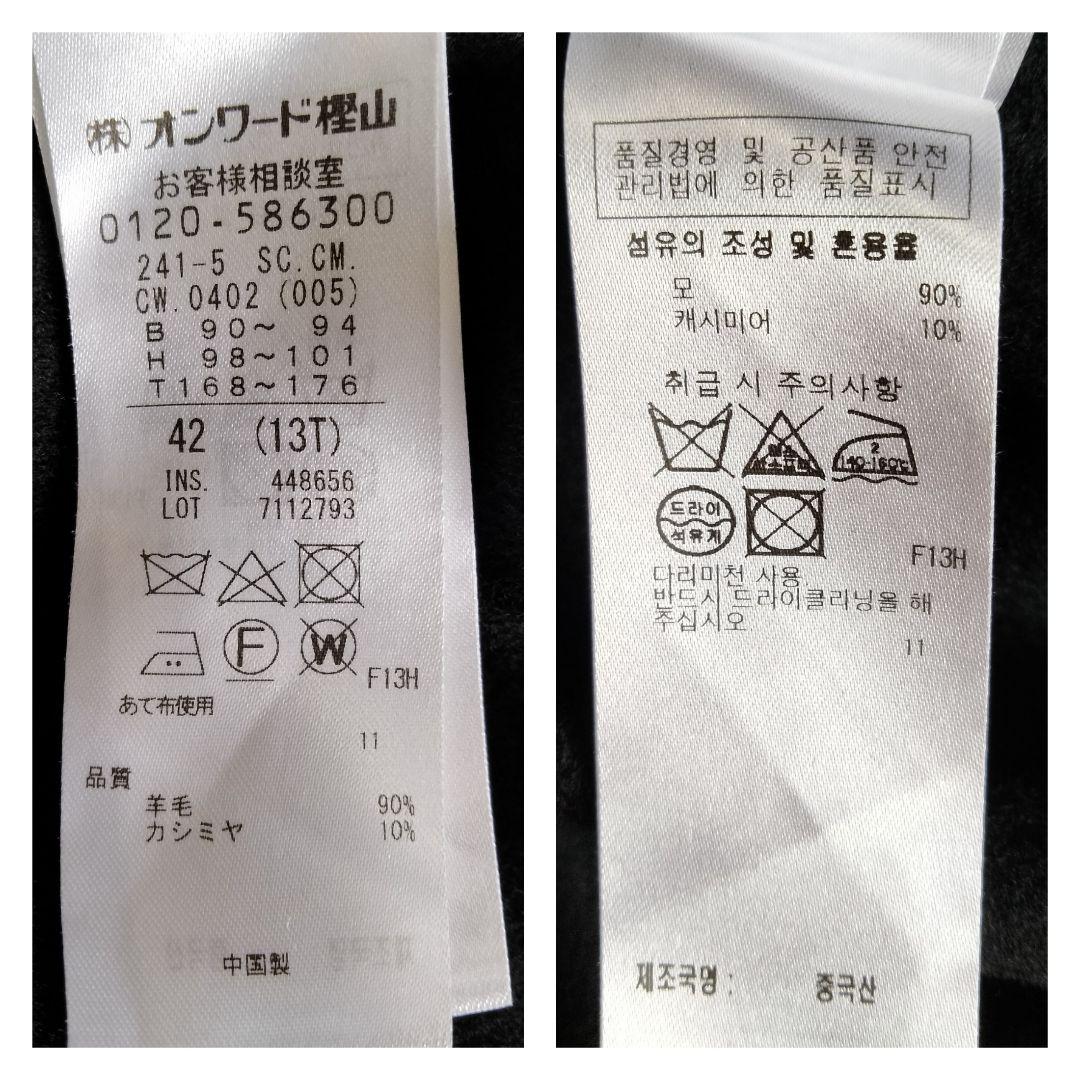 (株)オンワード樫山
お客様相談室
0120-586300
241-5 SC.CM.
CW.0402 (005)
B 90～ 94
H 98～101
T168～176
42 (13T)
INS. 448656
LOT 7112793
F
W
F13H
あて布使用
11
品質
羊毛 90%
カシミヤ 10%
中国製
품질경영 및 공산품 안전
관리법에 의한 품질표시
섬유의 조성 및 혼용율
모 90%
캐시미어 10%
취급 시 주의사항
2
140-160℃
드라이
석유계
F13H
다리미천 사용
반드시 드라이클리닝을 해
주십시오
11
제조국명 : 중국산